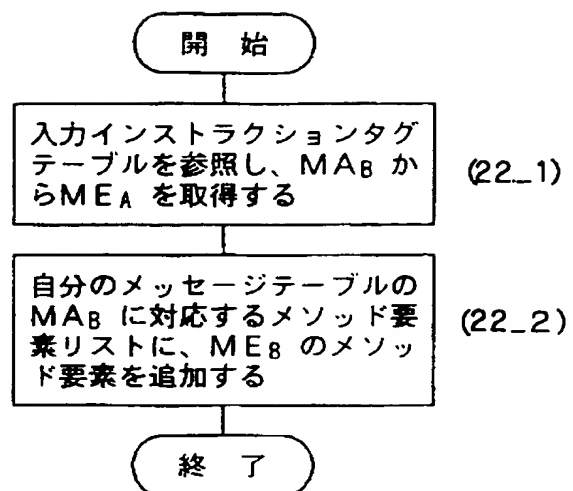 開 始
入力インストラクションタグ
テーブルを参照し、MAB か
らMEA を取得する
(22_1)
自分のメッセージテーブルの
MAB に対応するメソッド要
素リストに、MEB のメソッ
ド要素を追加する
(22_2)
終 了